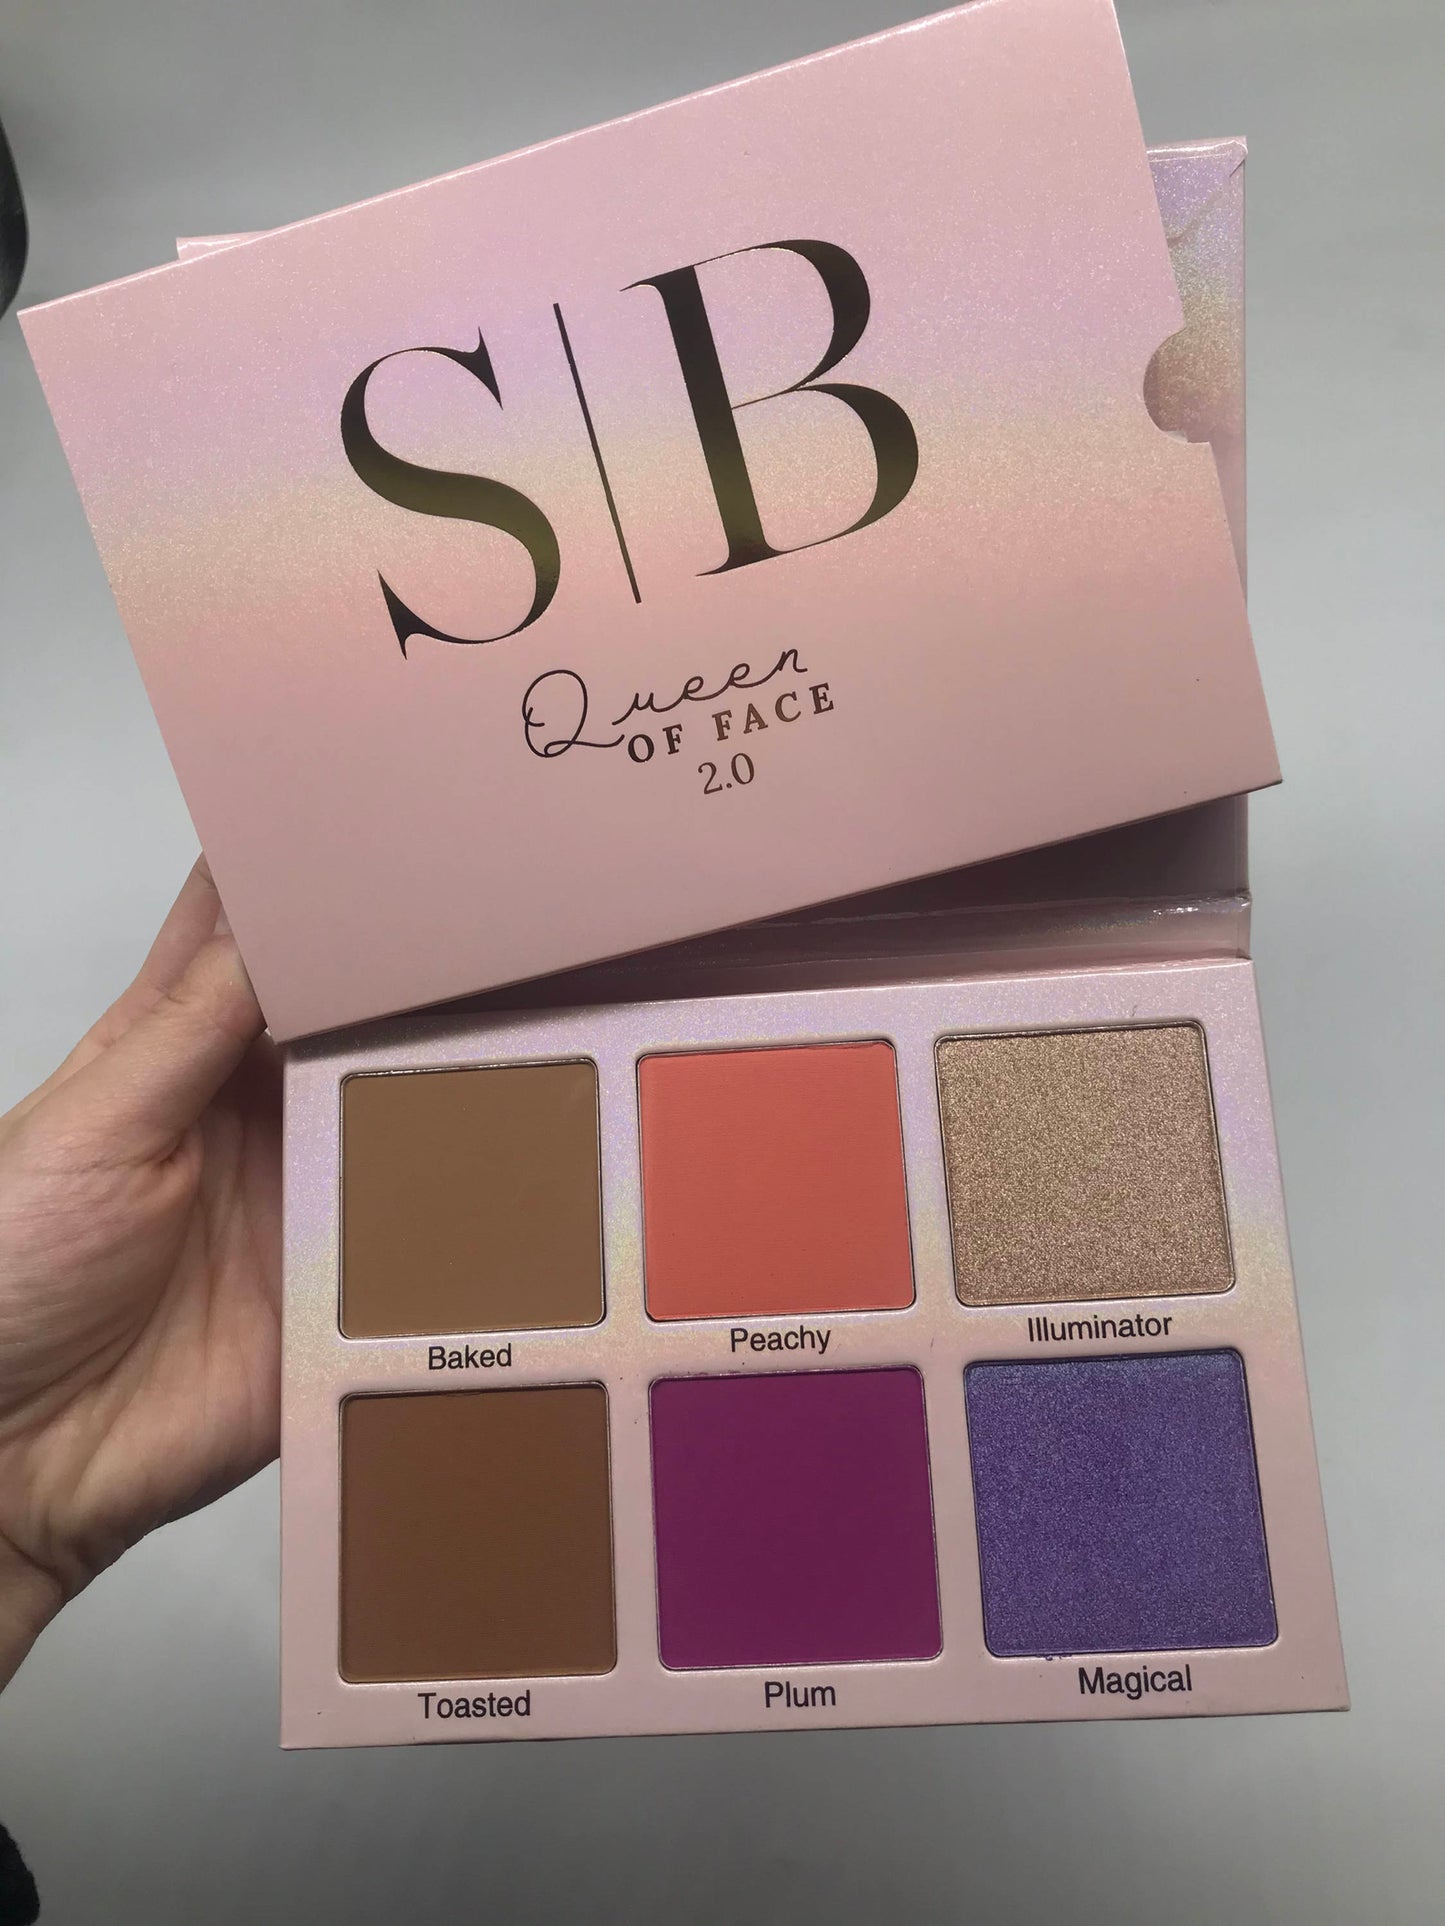 S|B
Queen
OF FACE
2.0
Baked
Peachy
Illuminator
Toasted
Plum
Magical